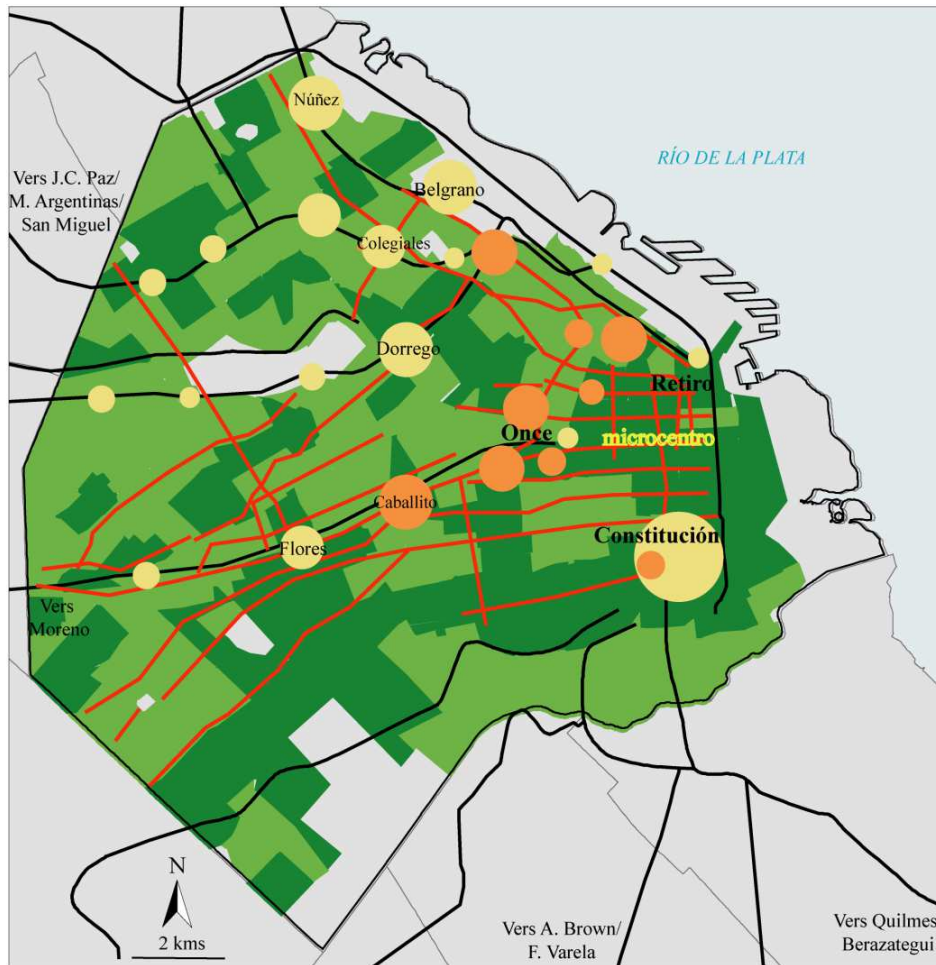 Núñez
RÍO DE LA PLATA
Vers J.C. Paz/
M. Argentinas/
San Miguel
Belgrano
Colegiales
Dorrego
Retiro
Once
microcentro
Caballito
Constitución
Flores
Vers
Moreno
N
2 kms
Vers A. Brown/
F. Varela
Vers Quilmes
Berazategui